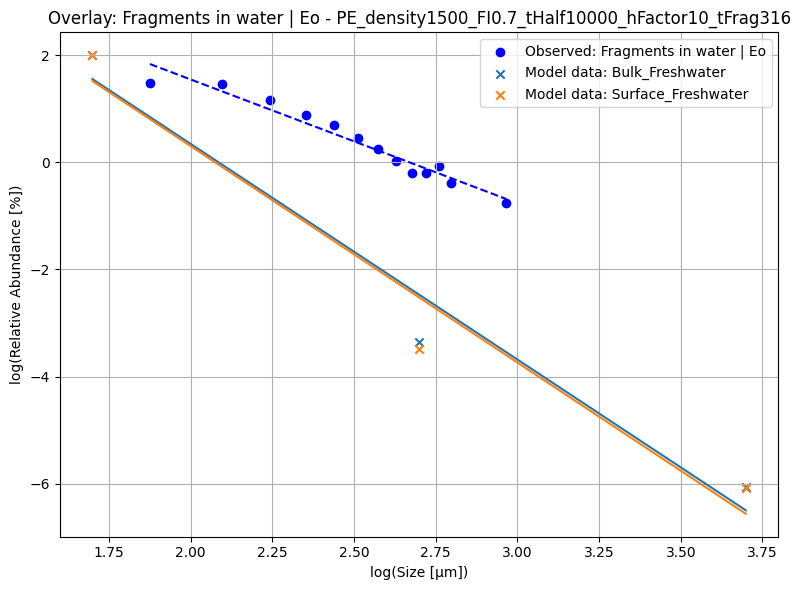 Overlay: Fragments in water | Eo - PE_density1500_FI0.7_tHalf10000_hFactor10_tFrag316
Observed: Fragments in water | Eo
Model data: Bulk_Freshwater
Model data: Surface_Freshwater
log(Relative Abundance [%])
2
0
−2
−4
−6
1.75 2.00 2.25 2.50 2.75 3.00 3.25 3.50 3.75
log(Size [μm])